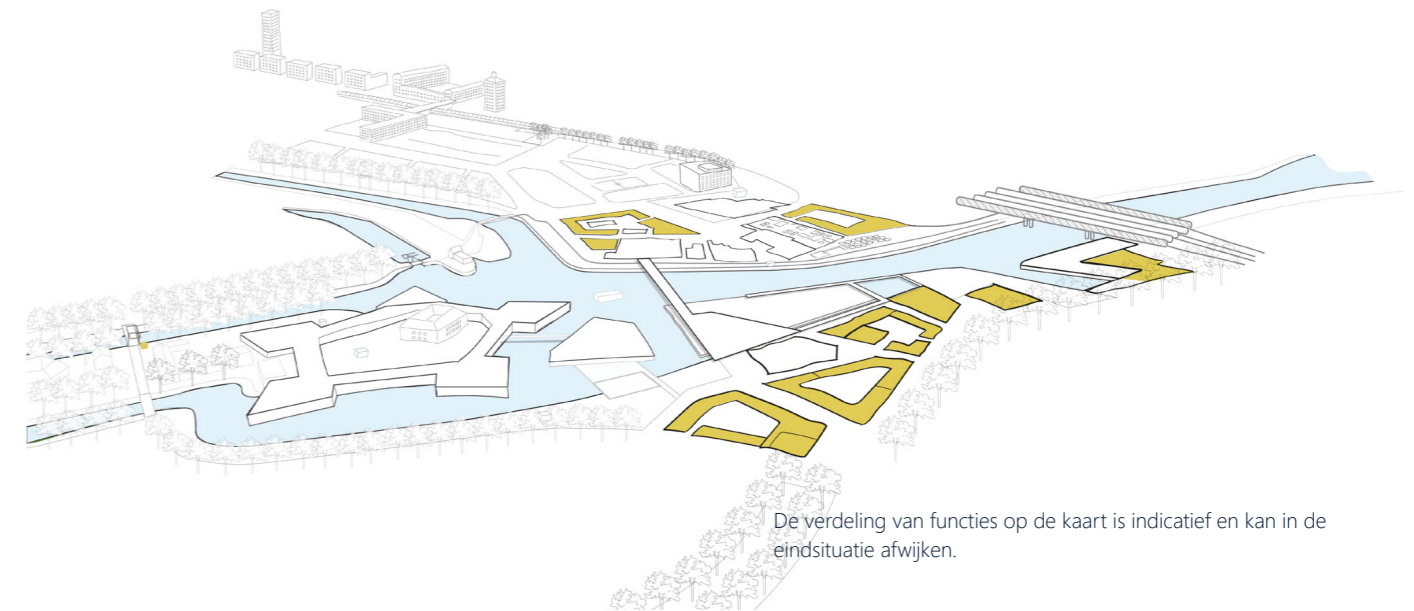 De verdeling van functies op de kaart is indicatief en kan in de
eindsituatie afwijken.